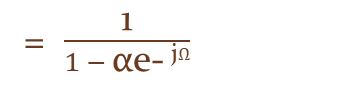 = 1 / 1 – αe- jΩ